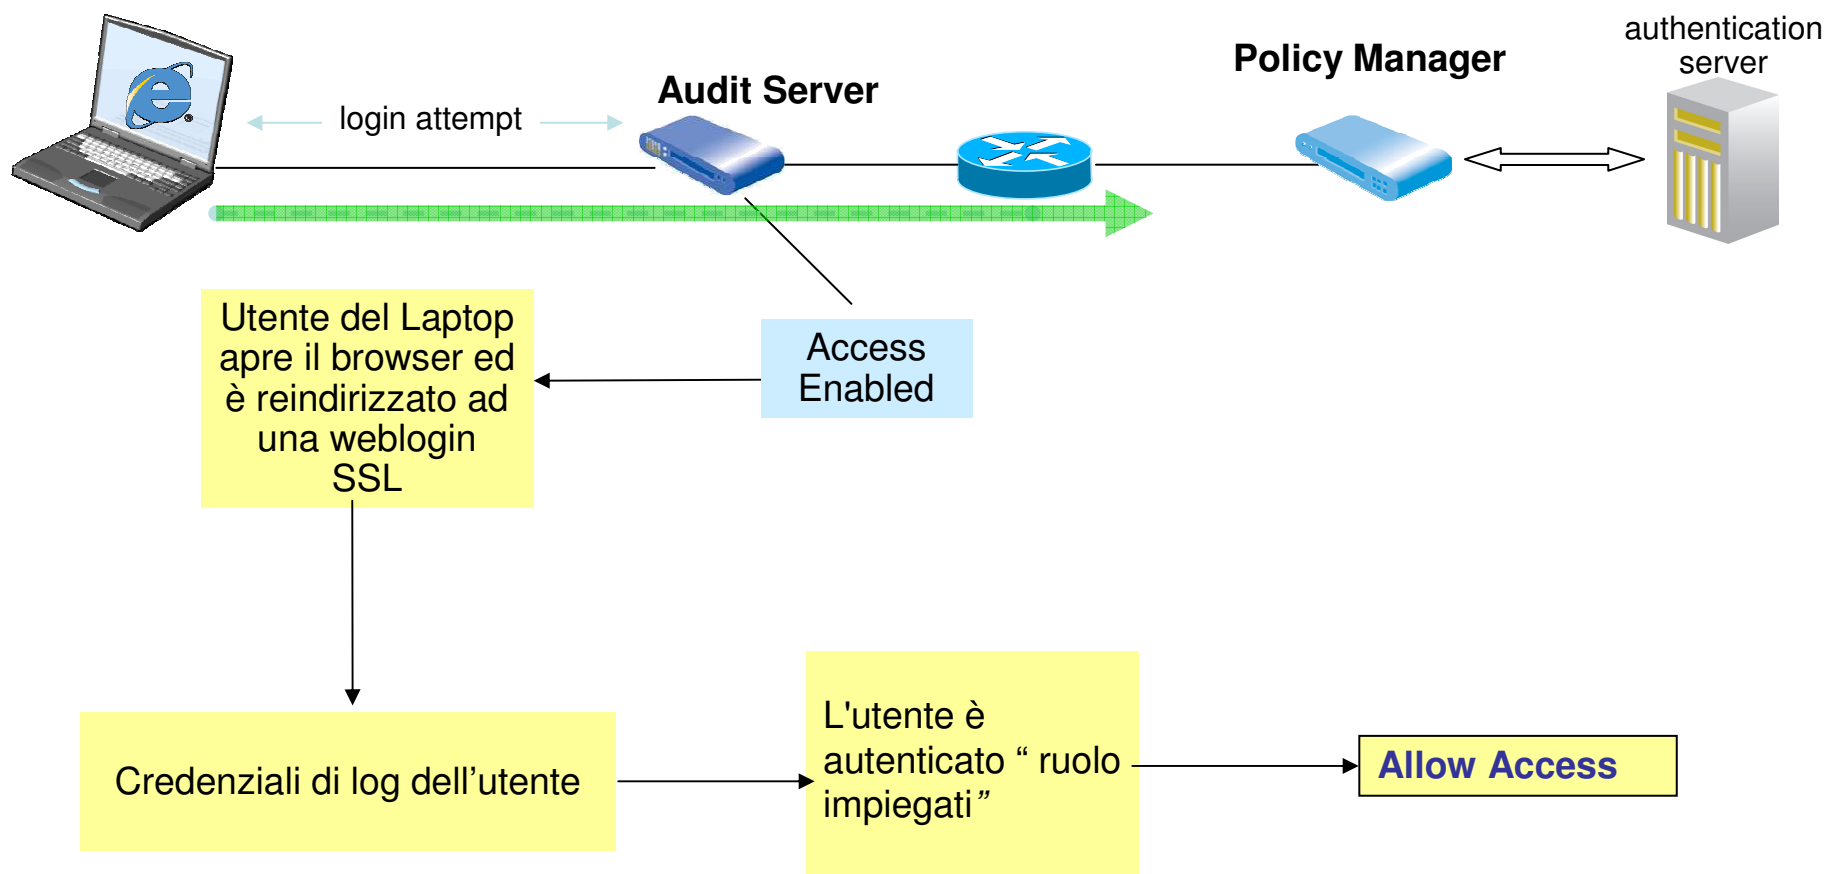 authentication
server
Policy Manager
Audit Server
login attempt
Utente del Laptop
apre il browser ed
è reindirizzato ad
una weblogin
SSL
Access
Enabled
L'utente è
autenticato “ ruolo
impiegati”
Credenziali di log dell’utente
Allow Access